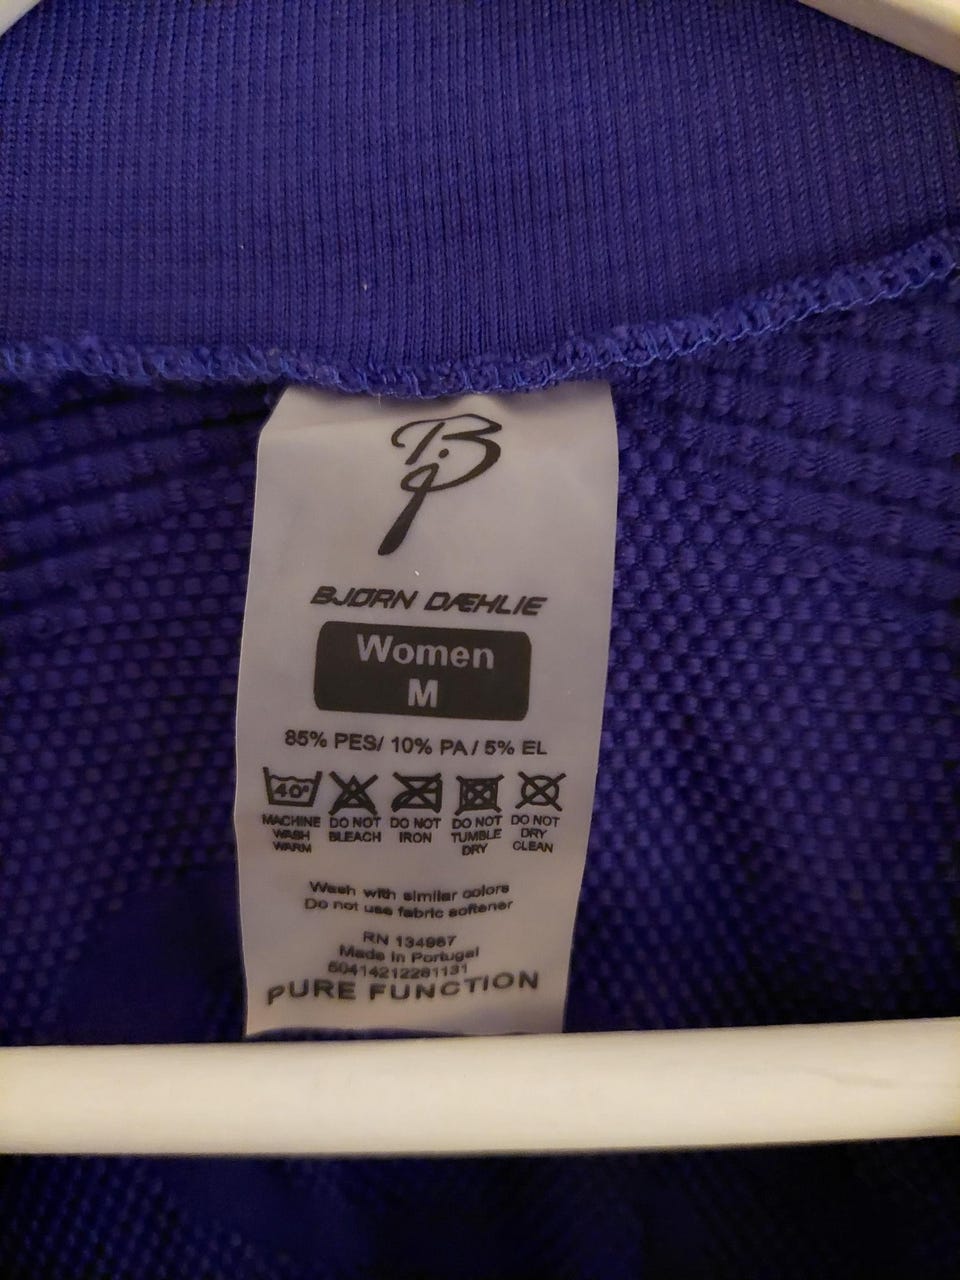 BJØRN DÆHLIE
Women
M
85% PES/ 10% PA / 5% EL
40°
MACHINE WASH WARM
DO NOT BLEACH
DO NOT IRON
DO NOT TUMBLE DRY
DO NOT DRY CLEAN
Wash with similar colors
Do not use fabric softener
RN 134987
Made in Portugal
50414212281131
PURE FUNCTION